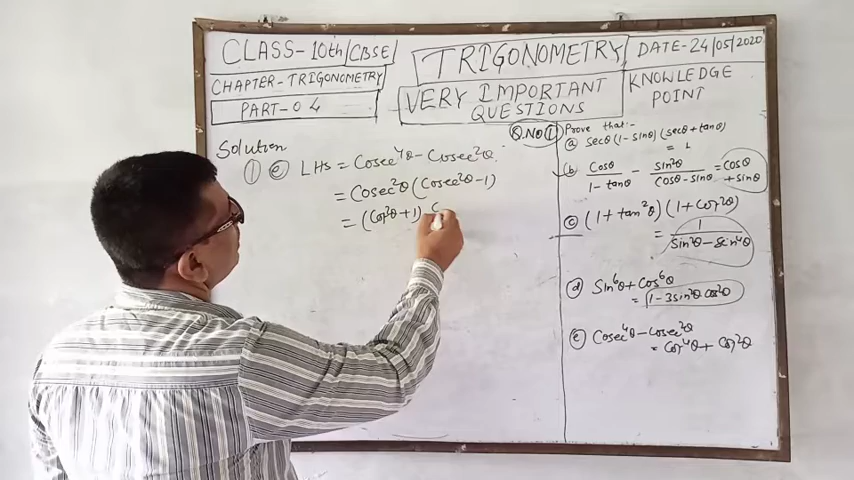 CLASS-10th/CBSE
CHAPTER-TRIGONOMETRY
PART-04
TRIGONOMETRY
VERY IMPORTANT
QUESTIONS
DATE-24/05/2020
KNOWLEDGE
POINT
Solution
① ⓔ LHS = Cosec⁴θ - Cosec²θ
= Cosec²θ (Cosec²θ-1)
= (Cot²θ+1)
Q.NO① Prove that:-
ⓐ secθ(1-sinθ)(secθ+tanθ)
= 1
ⓑ Cosθ/(1-tanθ) - sin²θ/(Cosθ-sinθ) = Cosθ
+sinθ
ⓒ (1+tan²θ)(1+Cot²θ)
= 1/(sin²θ-sin⁴θ)
ⓓ Sin⁶θ+Cos⁶θ
= 1-3sin²θ.cos²θ
ⓔ Cosec⁴θ-Cosec²θ
= Cot⁴θ+Cot²θ